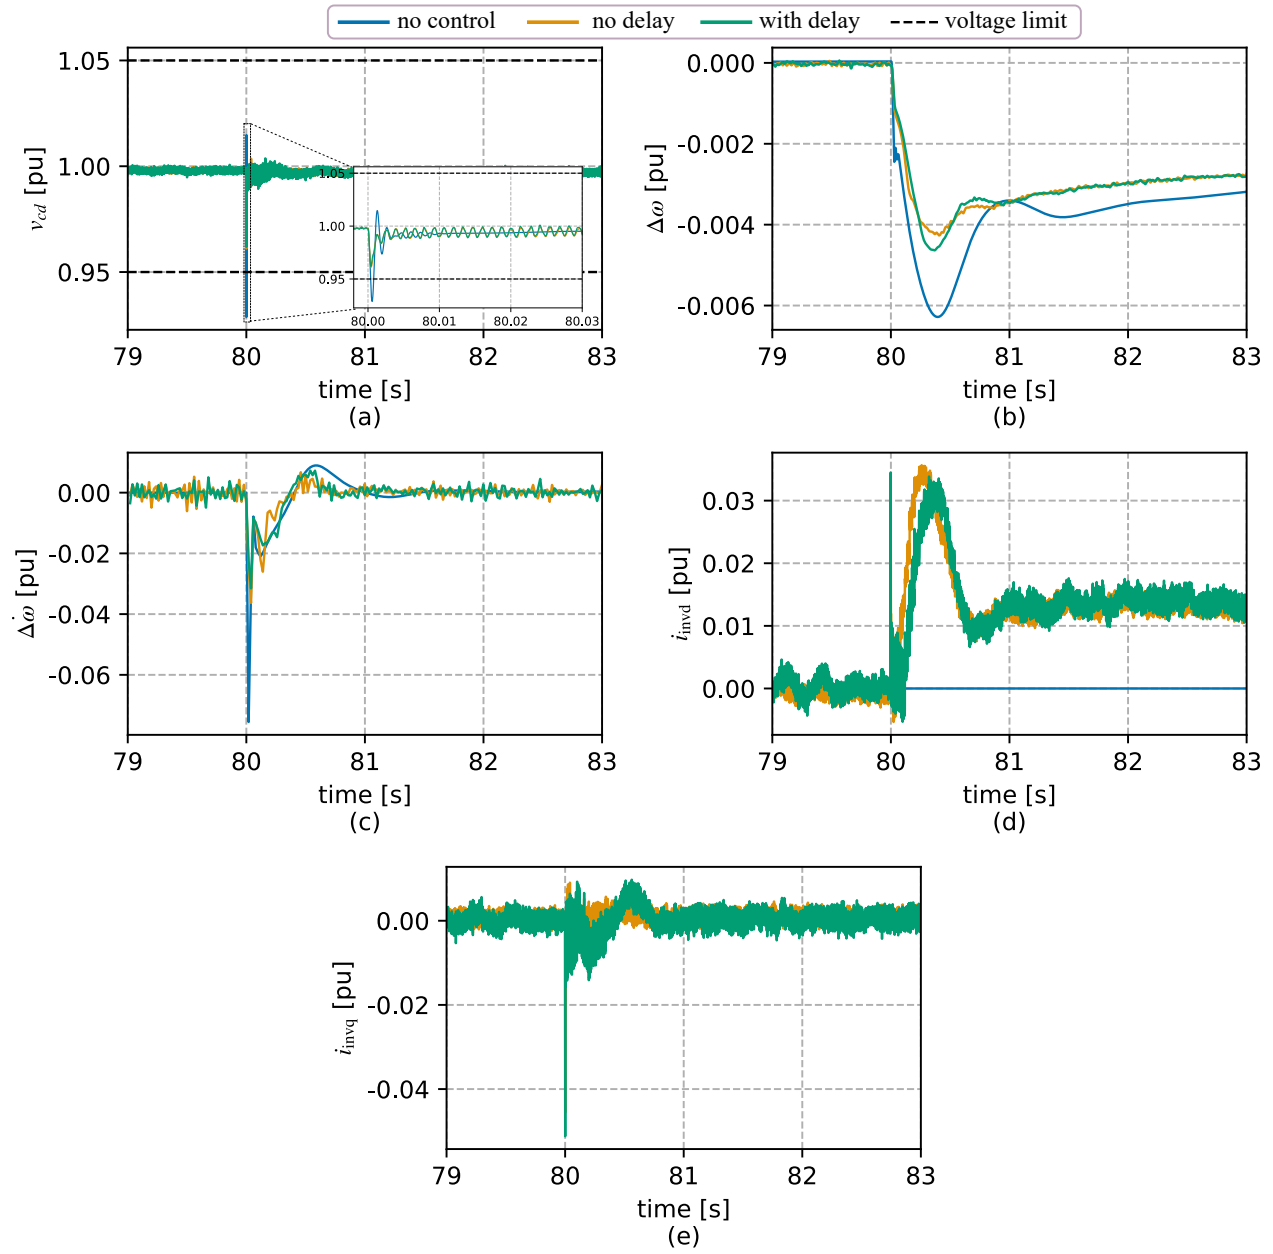 no control no delay with delay voltage limit
1.05
1.00
0.95
v_cd [pu]
1.05
1.00
0.95
80.00 80.01 80.02 80.03
79 80 81 82 83
time [s]
(a)
0.000
-0.002
-0.004
-0.006
Δω [pu]
79 80 81 82 83
time [s]
(b)
0.00
-0.02
-0.04
-0.06
Δω̇ [pu]
79 80 81 82 83
time [s]
(c)
0.03
0.02
0.01
0.00
i_invd [pu]
79 80 81 82 83
time [s]
(d)
0.00
-0.02
-0.04
i_invq [pu]
79 80 81 82 83
time [s]
(e)